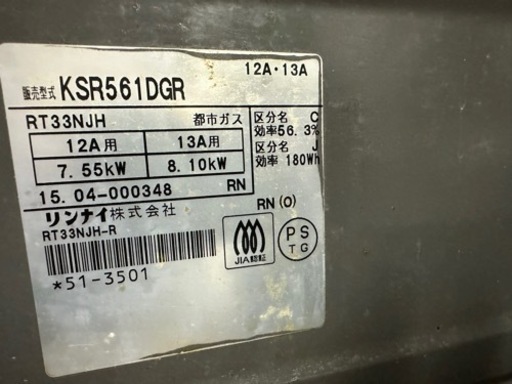 12A・13A
販売型式 KSR561DGR
RT33NJH 都市ガス
12A用 13A用
7.55kW 8.10kW
区分名 C
効率56.3%
区分名 J
効率 180Wh
15.04-000348 RN
リンナイ株式会社
RN(O)
RT33NJH-R
JIA認証
PS
TG
*51-3501